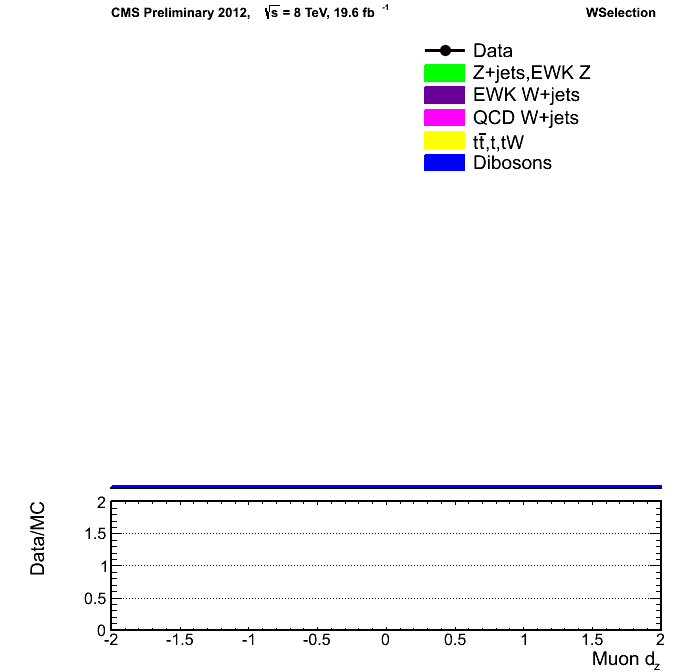 CMS Preliminary 2012, √s = 8 TeV, 19.6 fb⁻¹ WSelection
Data
Z+jets,EWK Z
EWK W+jets
QCD W+jets
tt̅,t,tW
Dibosons
Data/MC
2
1.5
1
0.5
0
-2 -1.5 -1 -0.5 0 0.5 1 1.5 2
Muon d_z